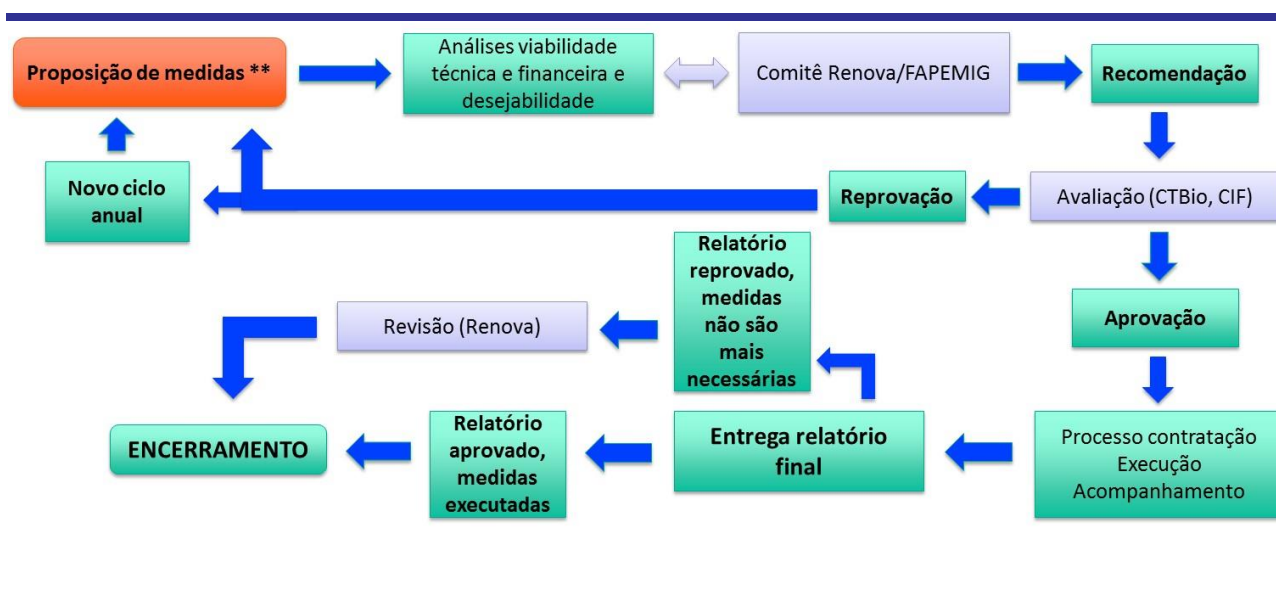 Proposição de medidas **
Análises viabilidade
técnica e financeira e
desejabilidade
Comitê Renova/FAPEMIG
Recomendação
Novo ciclo
anual
Reprovação
Avaliação (CTBio, CIF)
Relatório
reprovado,
medidas
não são
mais
necessárias
Revisão (Renova)
Aprovação
ENCERRAMENTO
Relatório
aprovado,
medidas
executadas
Entrega relatório
final
Processo contratação
Execução
Acompanhamento